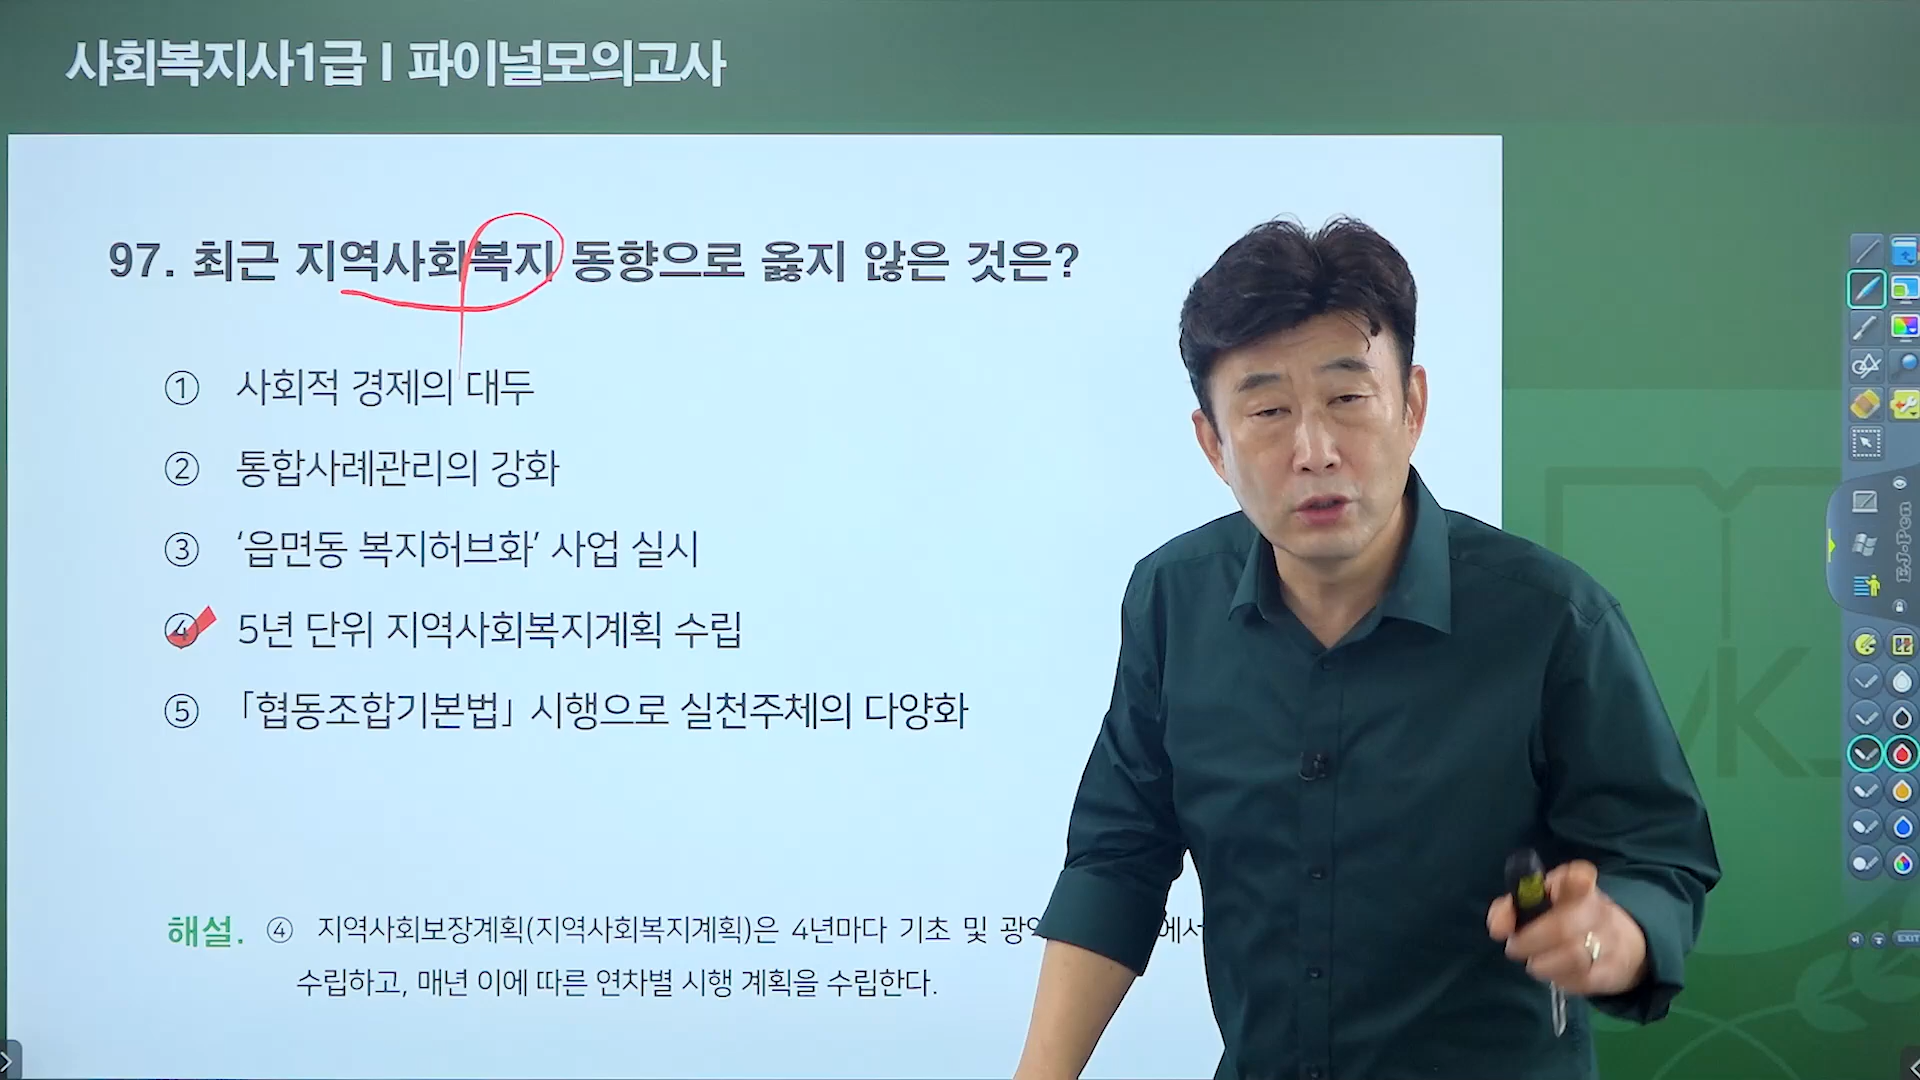 사회복지사1급 I 파이널모의고사
97. 최근 지역사회복지 동향으로 옳지 않은 것은?
① 사회적 경제의 대두
② 통합사례관리의 강화
③ '읍면동 복지허브화' 사업 실시
④ 5년 단위 지역사회복지계획 수립
⑤ 「협동조합기본법」 시행으로 실천주체의 다양화
해설. ④ 지역사회보장계획(지역사회복지계획)은 4년마다 기초 및 에서
수립하고, 매년 이에 따른 연차별 시행 계획을 수립한다.
EJ-Pen
EXIT